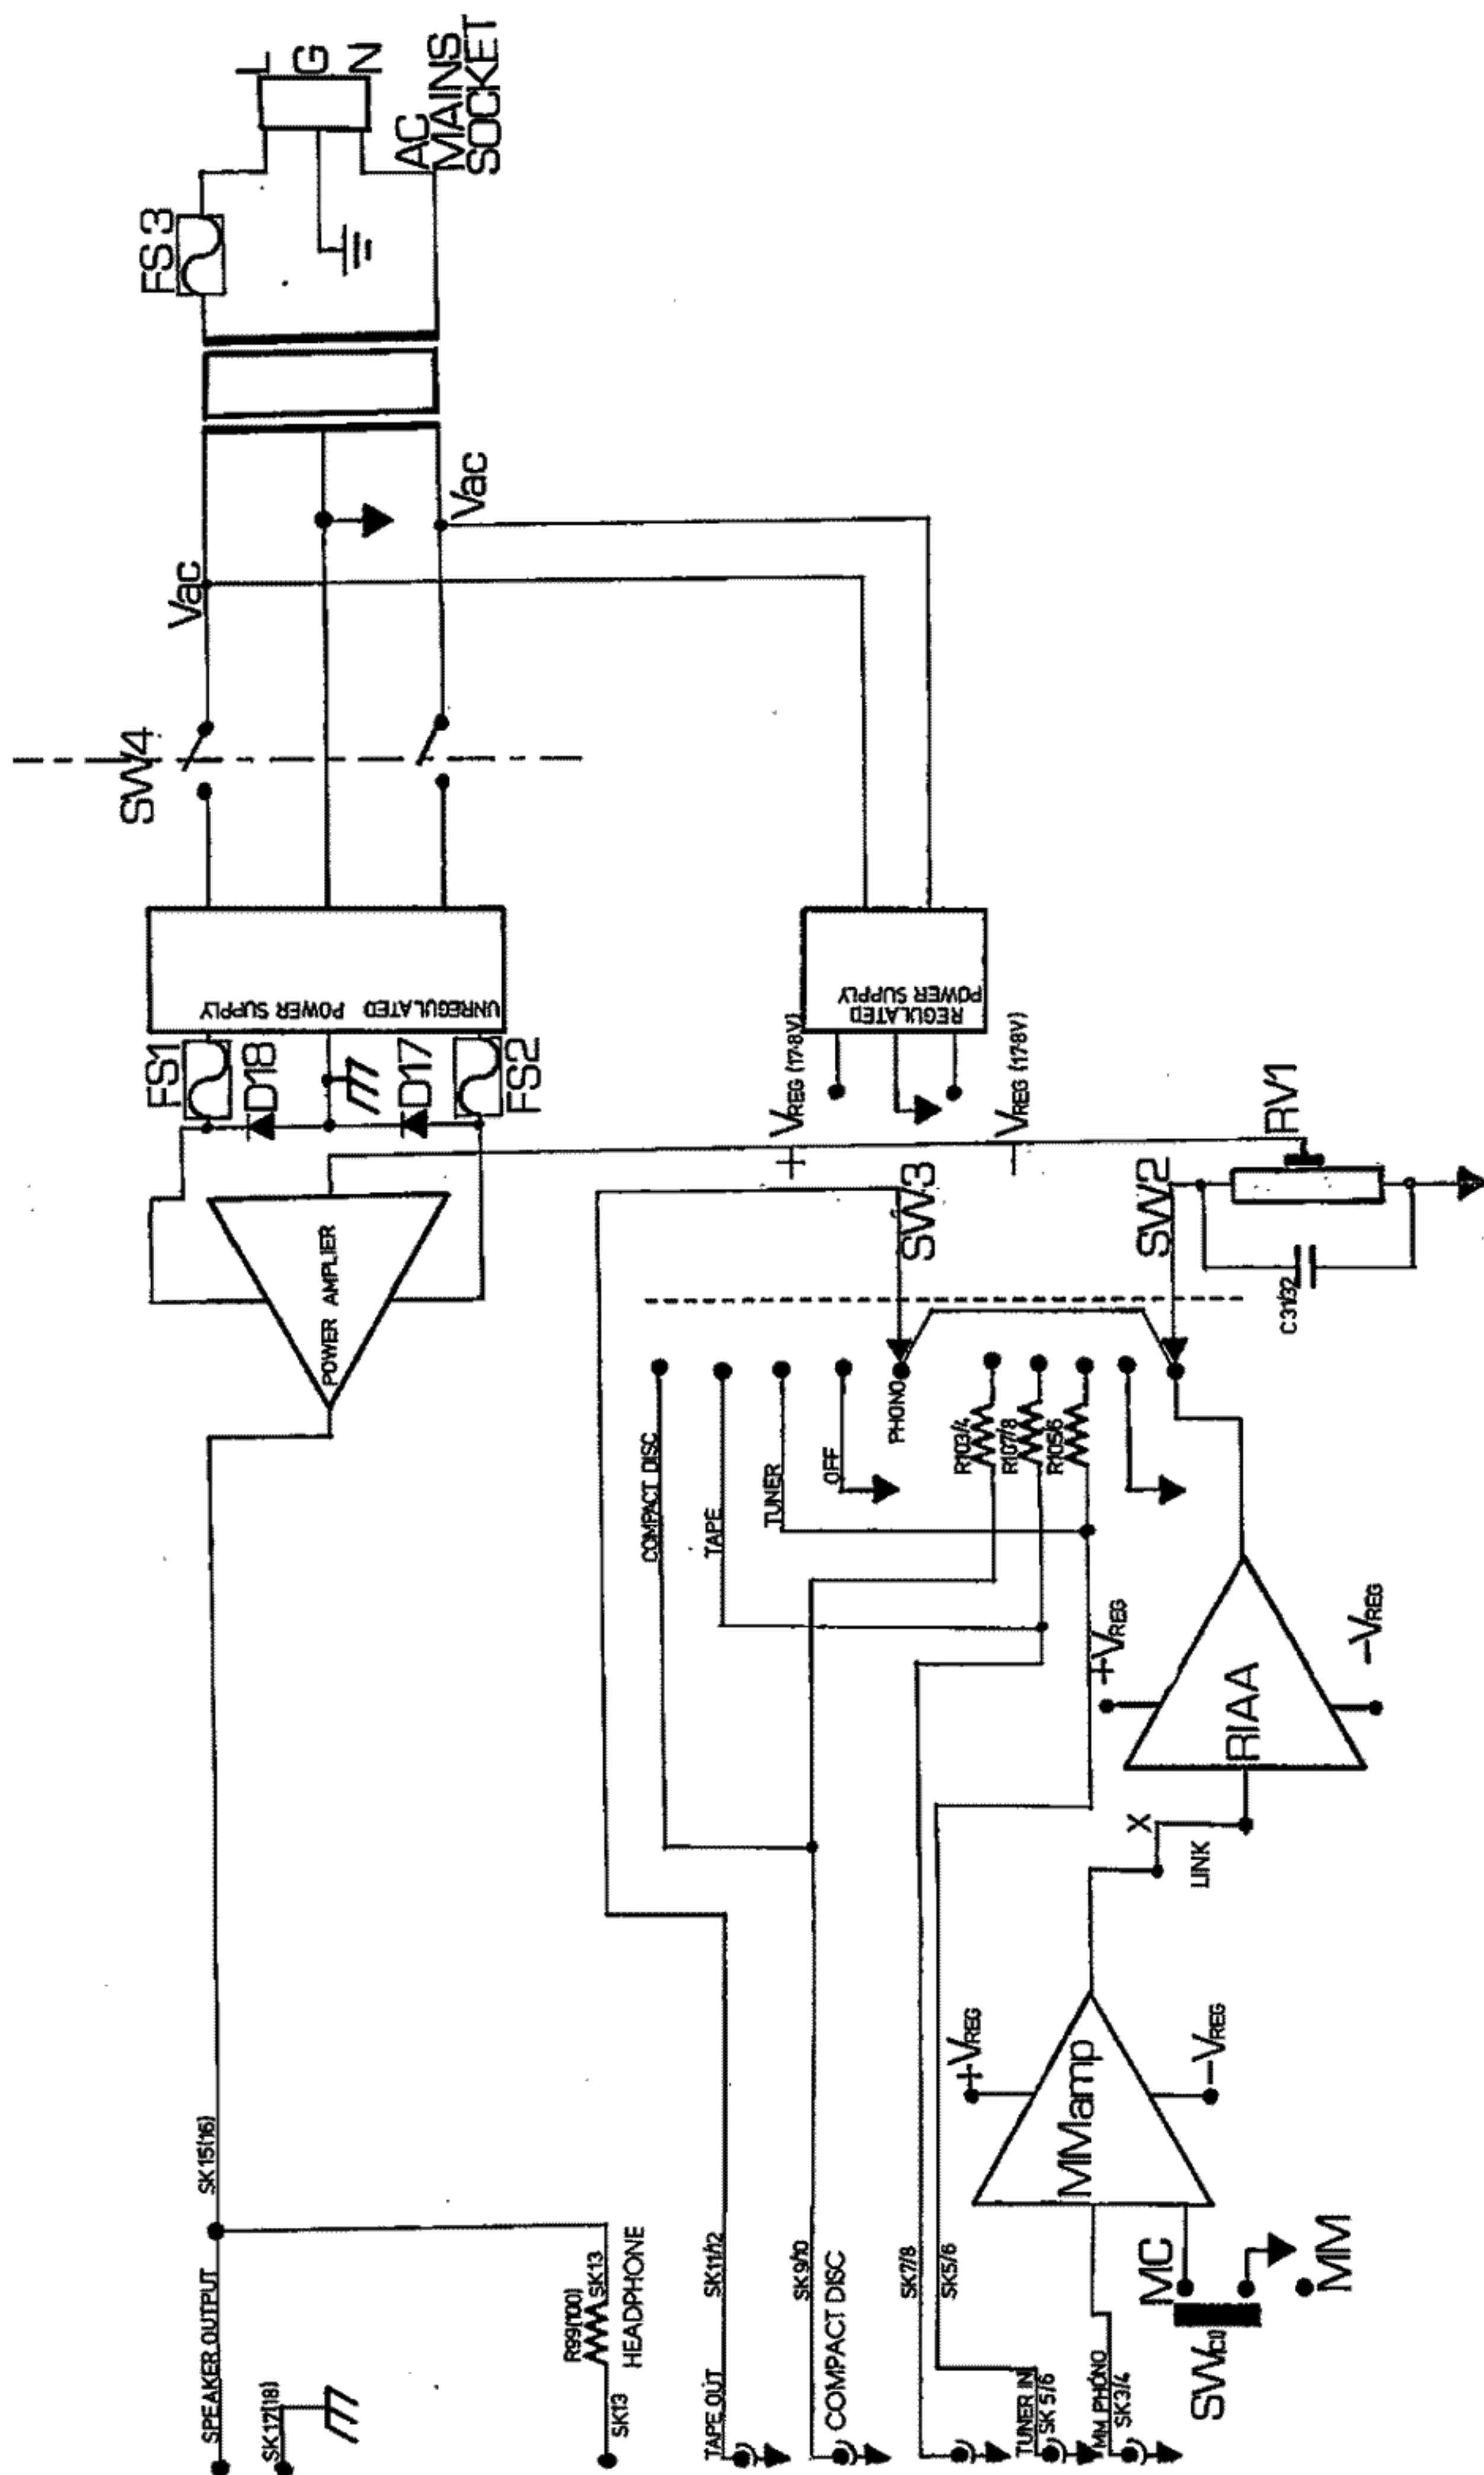 L
G
N
AC
MAINS
SOCKET
FS3
Vac
Vac
SW4
UNREGULATED POWER SUPPLY
REGULATED
POWER SUPPLY
FS1
D18
D17
FS2
+VREG (17·8V)
−VREG (17·8V)
POWER AMPLIER
SW3
SW2
RV1
C31/32
COMPACT DISC
TAPE
TUNER
OFF
PHONO
R103/4
R107/8
R105/6
+VREG
−VREG
RIAA
X
LINK
+VREG
−VREG
MMamp
SK15(16)
SPEAKER OUTPUT
SK17(18)
R99(100)
SK13
HEADPHONE
SK13
SK11/12
TAPE OUT
SK9/10
COMPACT DISC
SK7/8
SK5/6
TUNER IN
SK 5/6
MM PHONO
SK3/4
MC
MM